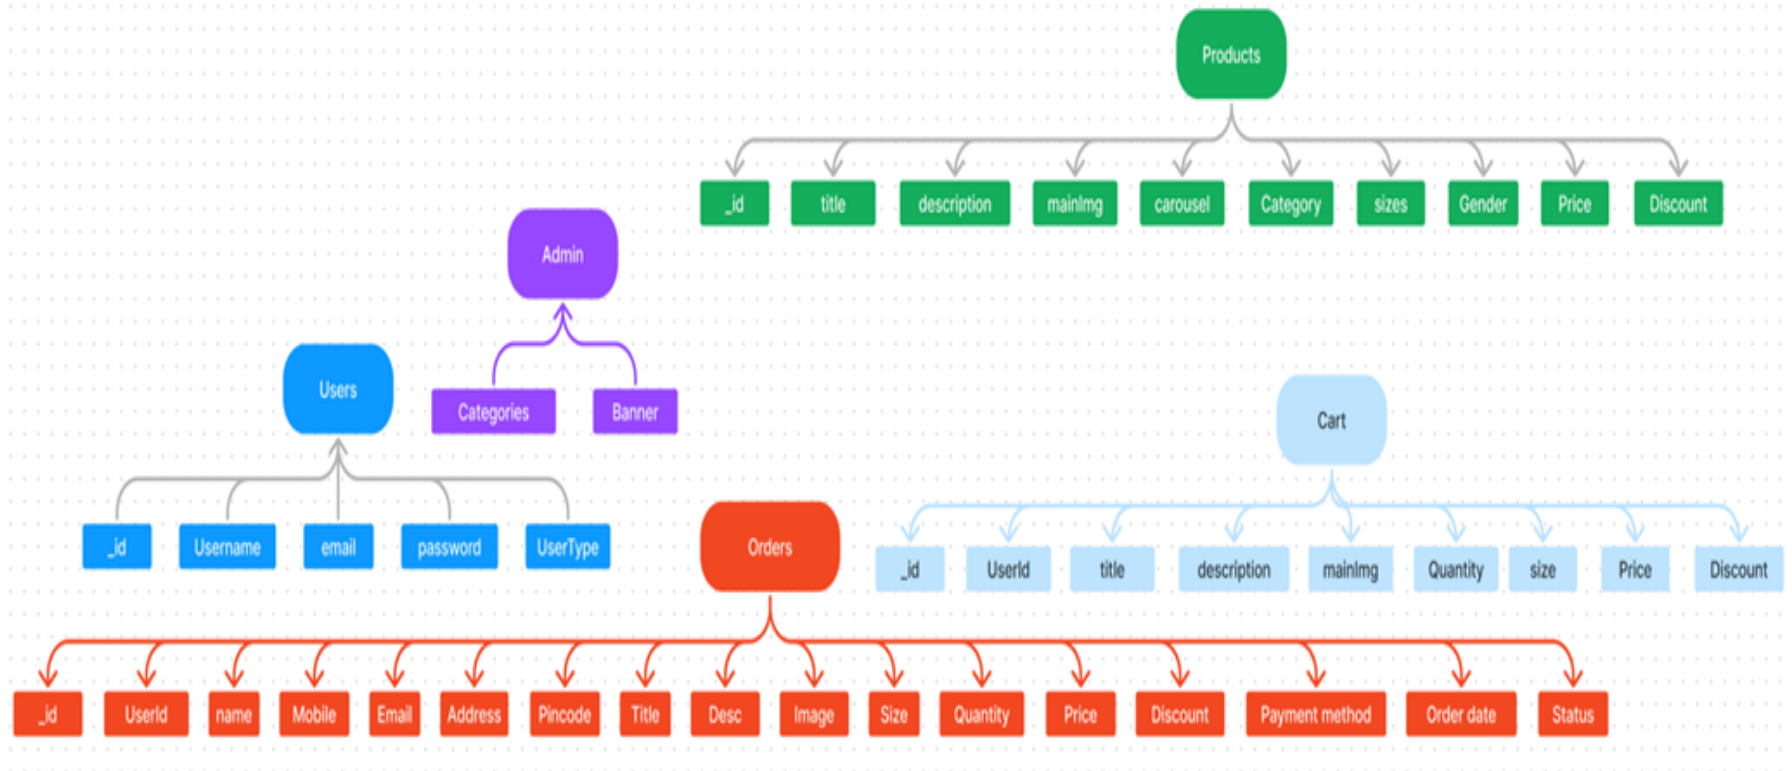 Products
_id title description mainImg carousel Category sizes Gender Price Discount
Admin
Categories Banner
Users
_id Username email password UserType
Cart
_id UserId title description mainImg Quantity size Price Discount
Orders
_id UserId name Mobile Email Address Pincode Title Desc Image Size Quantity Price Discount Payment method Order date Status